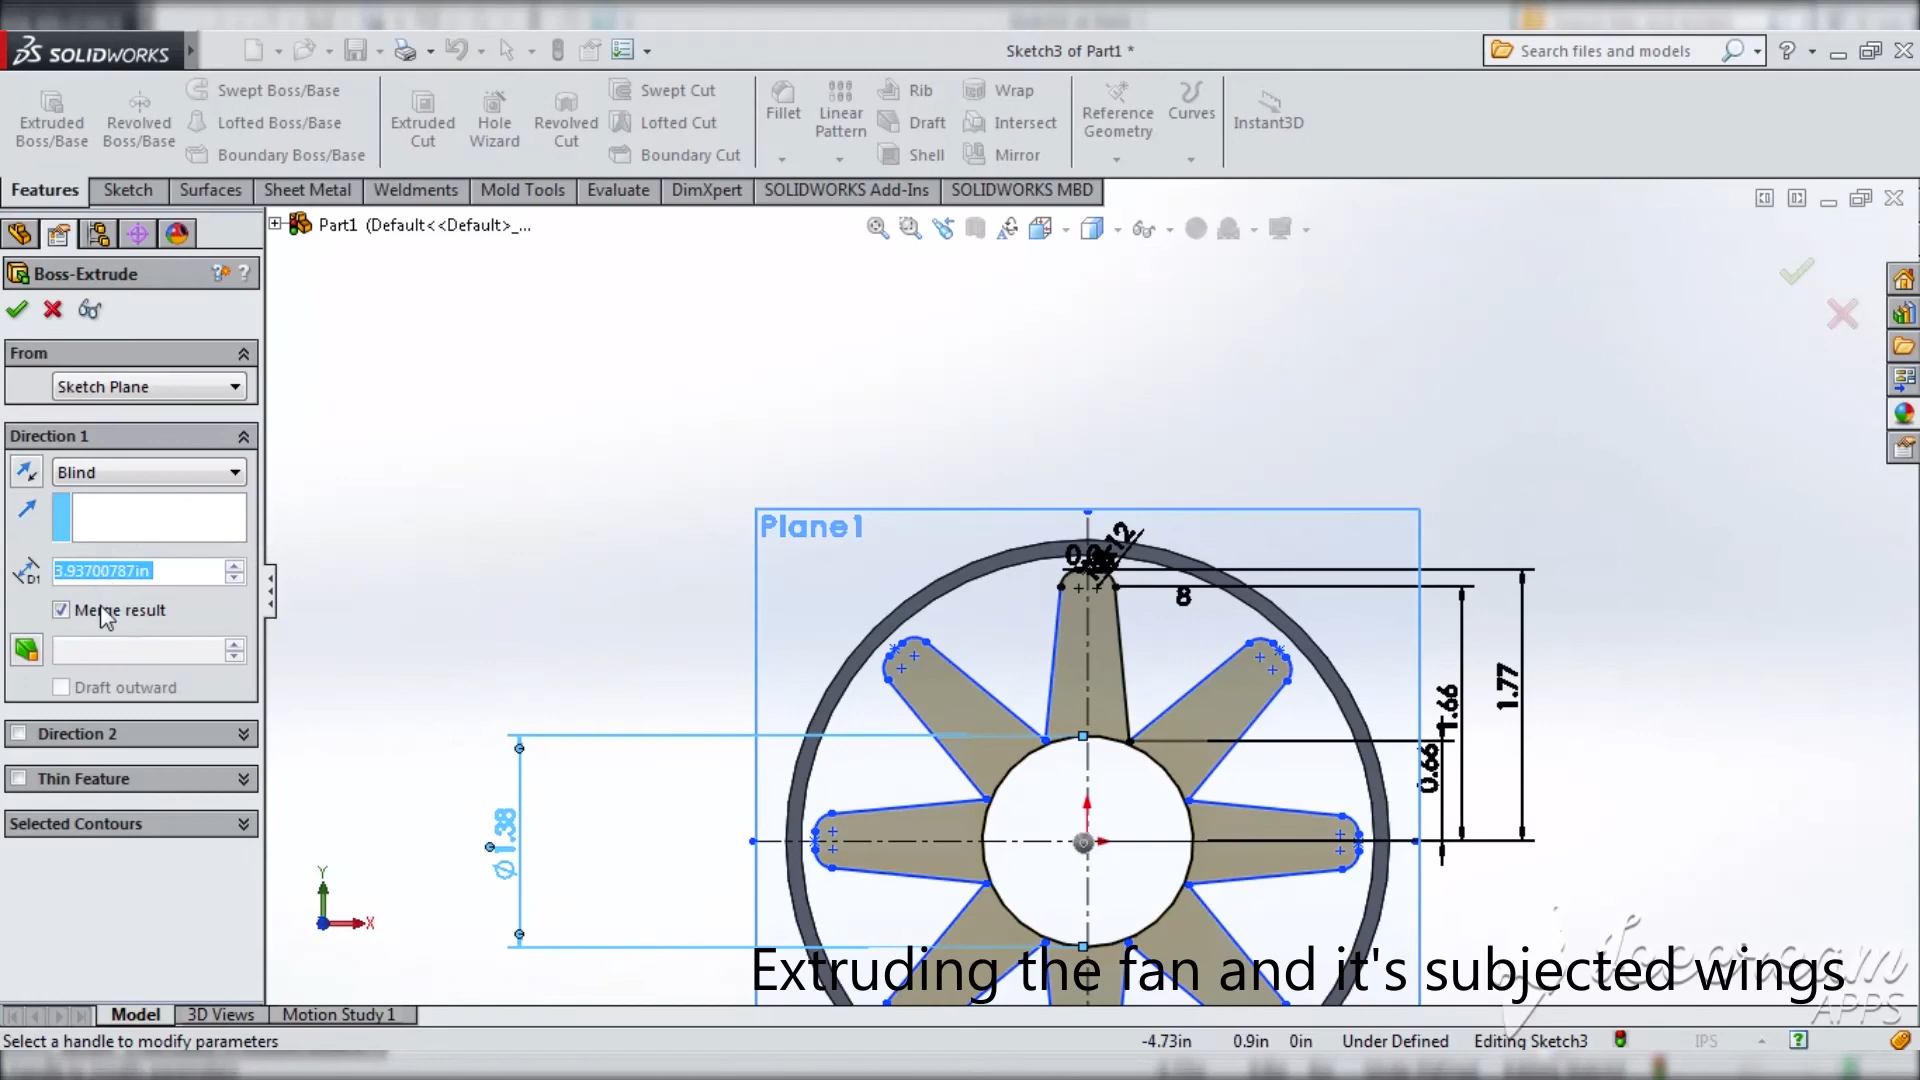 SOLIDWORKS
Sketch3 of Part1 *
Search files and models
Extruded Boss/Base
Revolved Boss/Base
Swept Boss/Base
Lofted Boss/Base
Boundary Boss/Base
Extruded Cut
Hole Wizard
Revolved Cut
Swept Cut
Lofted Cut
Boundary Cut
Fillet
Linear Pattern
Rib
Draft
Shell
Wrap
Intersect
Mirror
Reference Geometry
Curves
Instant3D
Features
Sketch
Surfaces
Sheet Metal
Weldments
Mold Tools
Evaluate
DimXpert
SOLIDWORKS Add-Ins
SOLIDWORKS MBD
Part1 (Default<<Default>_...
Boss-Extrude
From
Sketch Plane
Direction 1
Blind
D1
3.93700787in
Merge result
Draft outward
Direction 2
Thin Feature
Selected Contours
Plane1
8
1.77
1.66
0.66
Ø1.38
Y
X
Extruding the fan and it's subjected wings
APPS
Model
3D Views
Motion Study 1
Select a handle to modify parameters
-4.73in
0.9in
0in
Under Defined
Editing Sketch3
IPS